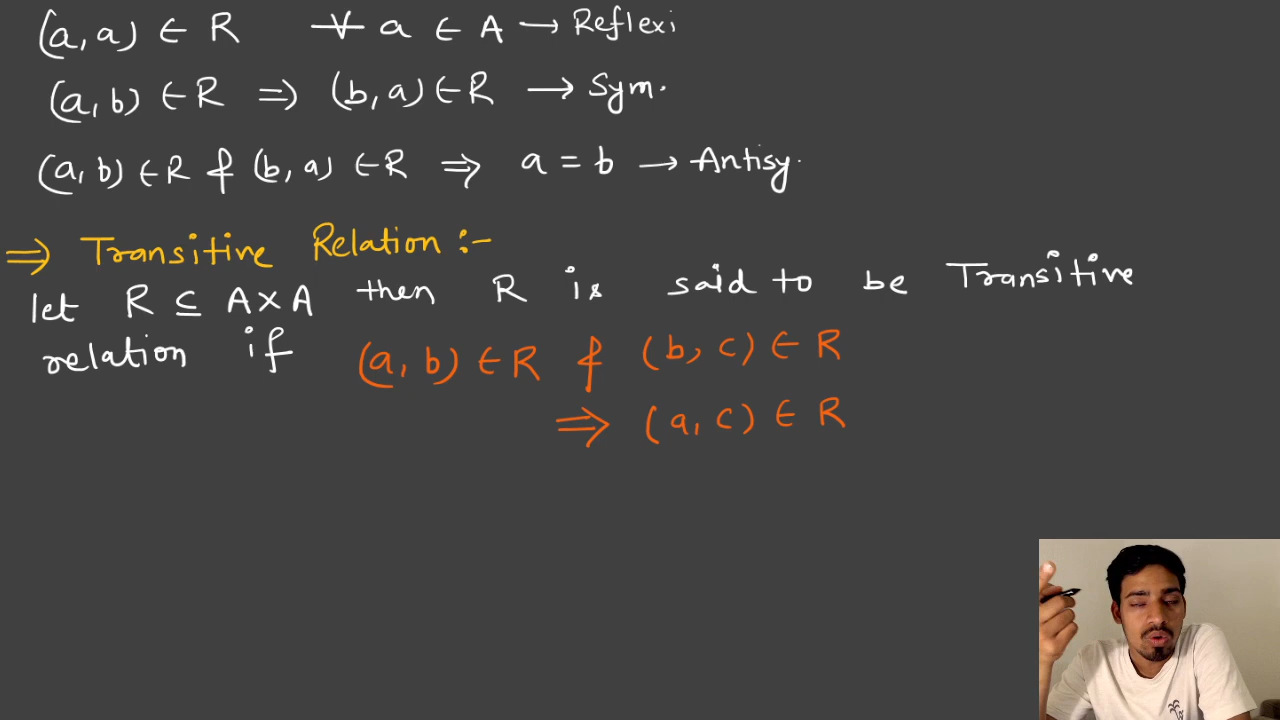 (a, a) ∈ R ∀ a ∈ A → Reflexi
(a, b) ∈ R ⇒ (b, a) ∈ R → Sym.
(a, b) ∈ R & (b, a) ∈ R ⇒ a = b → Antisy.
⇒ Transitive Relation :-
let R ⊆ A × A then R is said to be Transitive
relation if (a, b) ∈ R & (b, c) ∈ R
⇒ (a, c) ∈ R